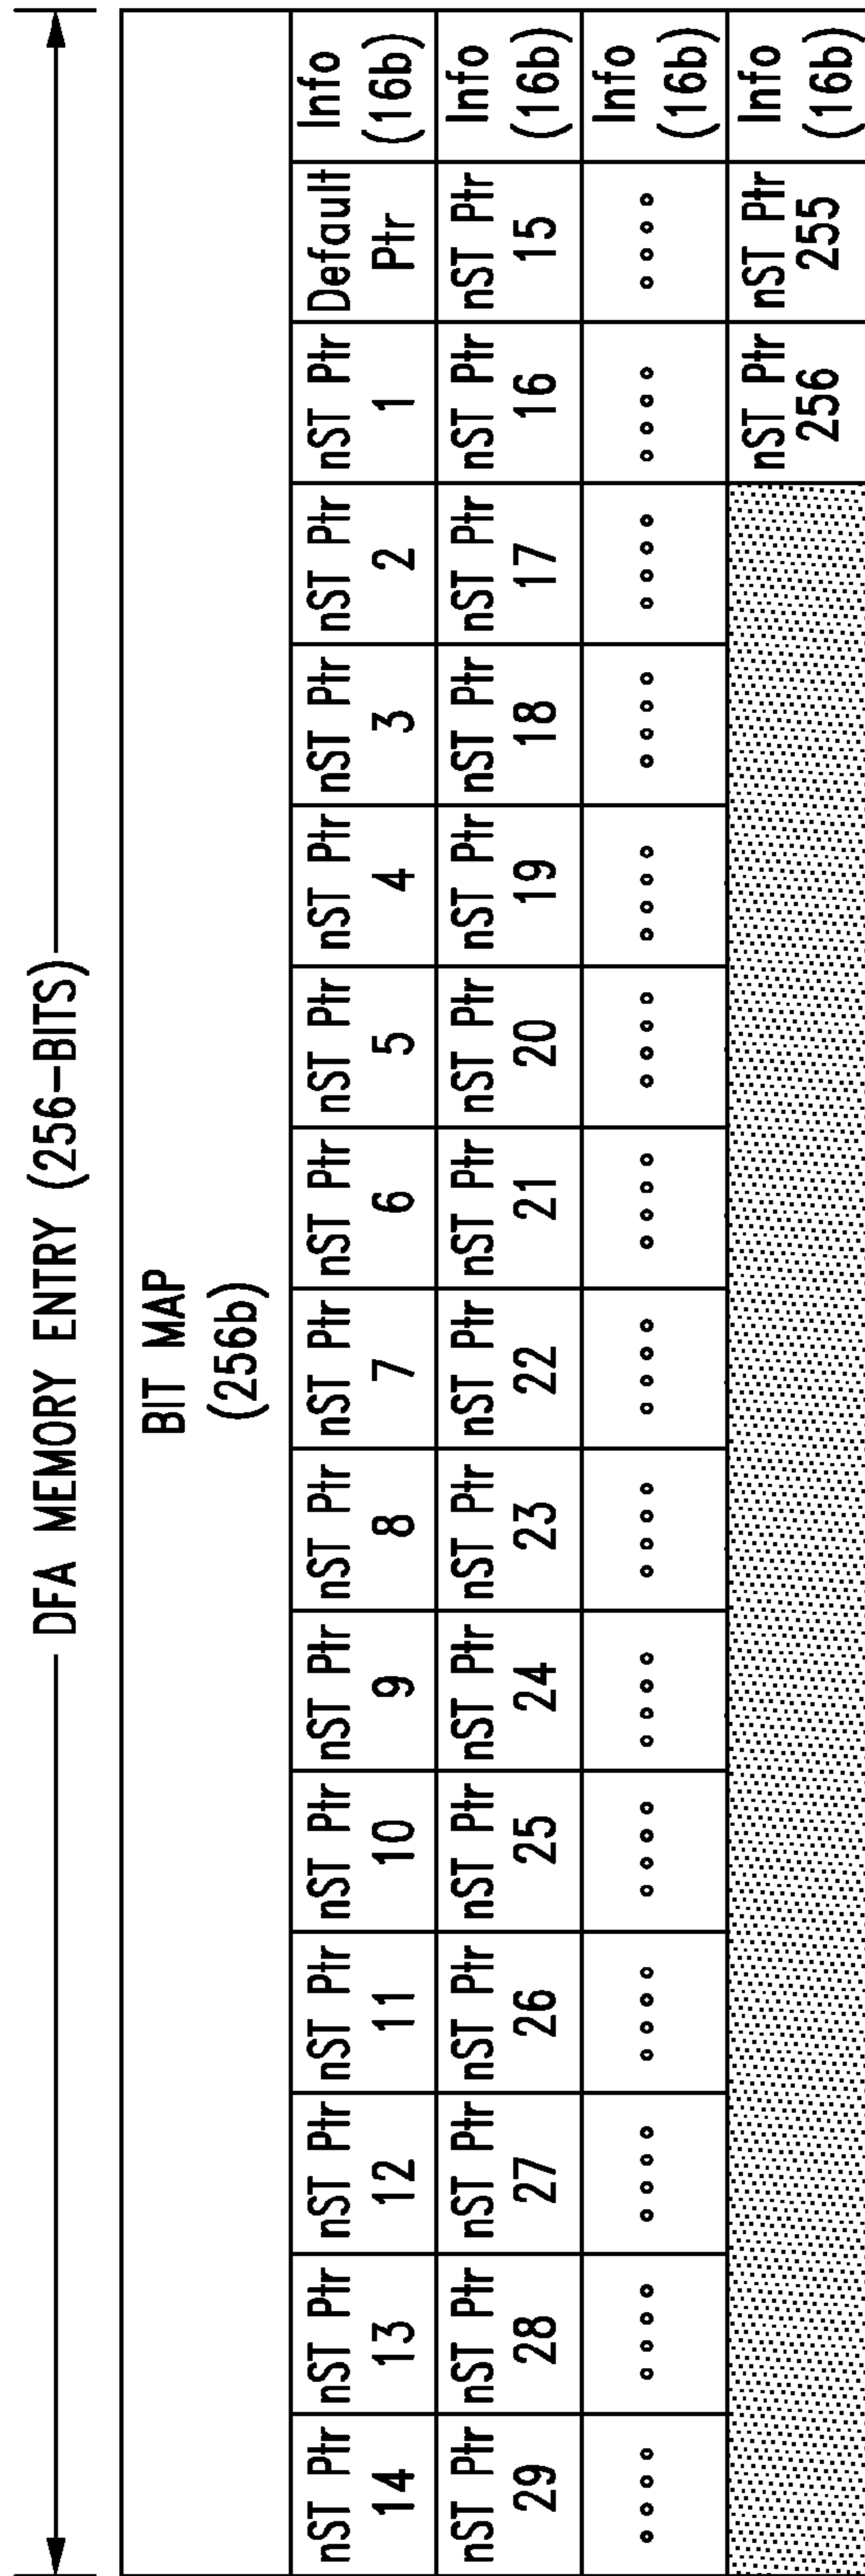 DFA MEMORY ENTRY (256-BITS)
BIT MAP
(256b)
nST Ptr nST Ptr nST Ptr nST Ptr nST Ptr nST Ptr nST Ptr nST Ptr nST Ptr nST Ptr nST Ptr nST Ptr nST Ptr nST Ptr Default Info
14 13 12 11 10 9 8 7 6 5 4 3 2 1 Ptr (16b)
nST Ptr nST Ptr nST Ptr nST Ptr nST Ptr nST Ptr nST Ptr nST Ptr nST Ptr nST Ptr nST Ptr nST Ptr nST Ptr nST Ptr nST Ptr Info
29 28 27 26 25 24 23 22 21 20 19 18 17 16 15 (16b)
Info
(16b)
nST Ptr nST Ptr Info
256 255 (16b)